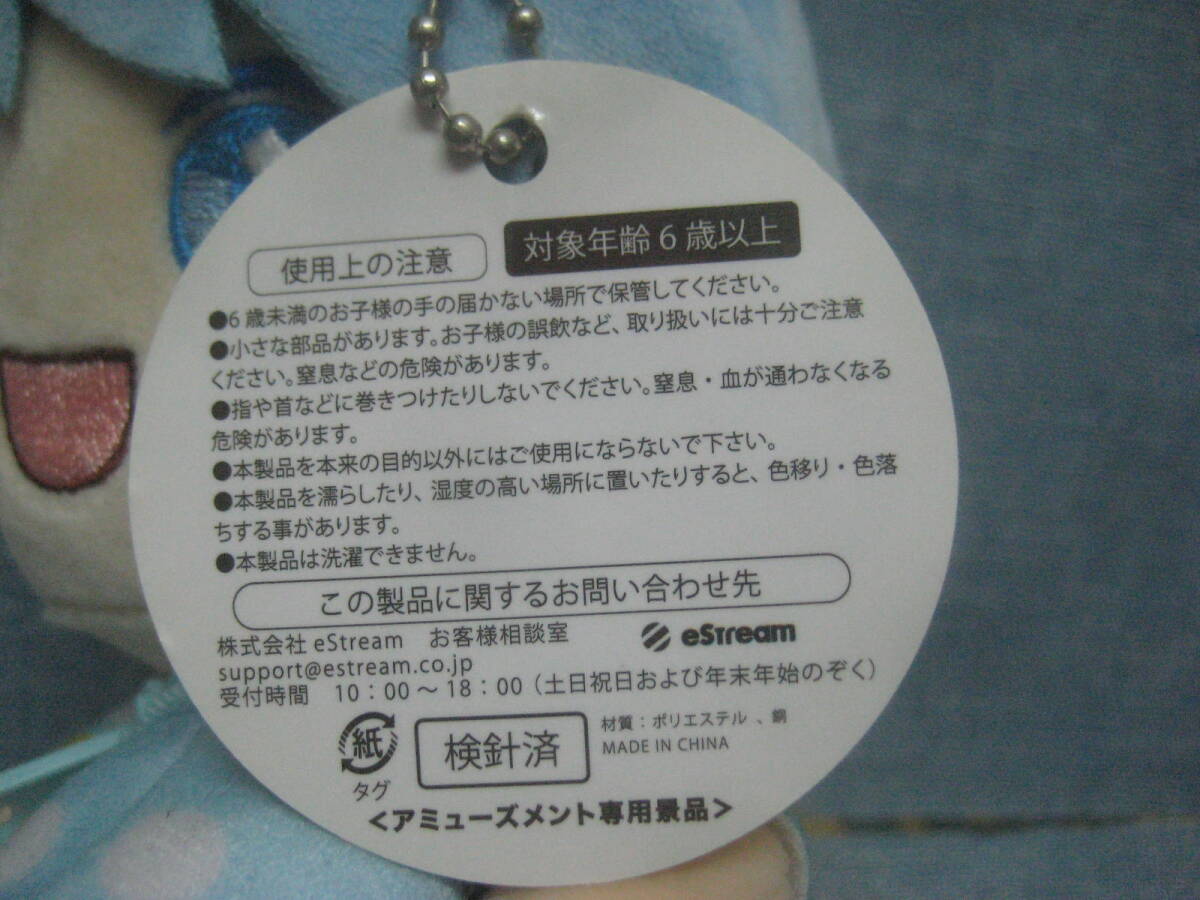 使用上の注意
対象年齢6歳以上
●6歳未満のお子様の手の届かない場所で保管してください。
●小さな部品があります。お子様の誤飲など、取り扱いには十分ご注意
ください。窒息などの危険があります。
●指や首などに巻きつけたりしないでください。窒息・血が通わなくなる
危険があります。
●本製品を本来の目的以外にはご使用にならないで下さい。
●本製品を濡らしたり、湿度の高い場所に置いたりすると、色移り・色落
ちする事があります。
●本製品は洗濯できません。
この製品に関するお問い合わせ先
株式会社 eStream お客様相談室
eStream
support@estream.co.jp
受付時間 10：00～18：00（土日祝日および年末年始のぞく）
紙
タグ
検針済
材質：ポリエステル 、銅
MADE IN CHINA
＜アミューズメント専用景品＞